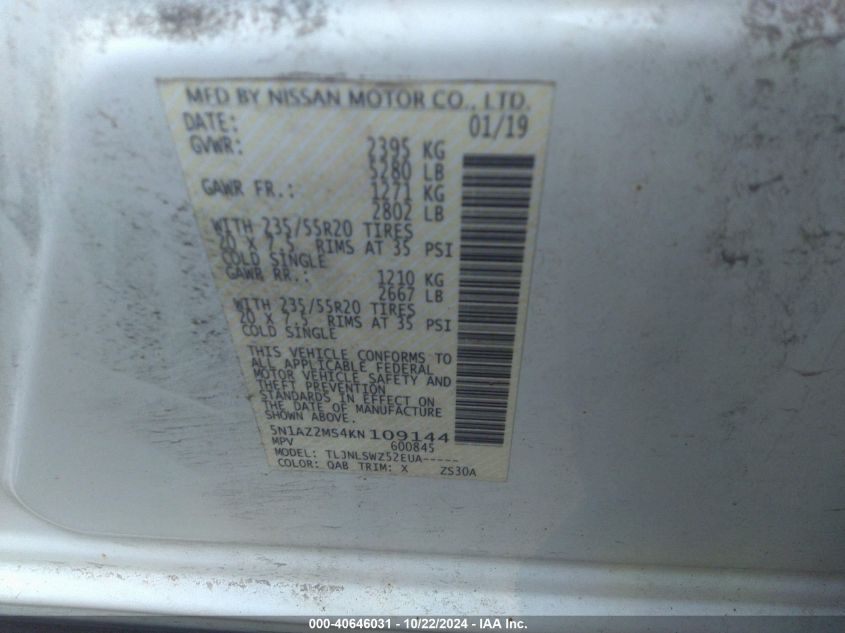 MFD BY NISSAN MOTOR CO., LTD.
DATE: 01/19
GVWR: 2395 KG
5280 LB
GAWR FR.: 1271 KG
2802 LB
WITH 235/55R20 TIRES
20 X 7.5 RIMS AT 35 PSI
COLD SINGLE
GAWR RR.: 1210 KG
2667 LB
WITH 235/55R20 TIRES
20 X 7.5 RIMS AT 35 PSI
COLD SINGLE
THIS VEHICLE CONFORMS TO
ALL APPLICABLE FEDERAL
MOTOR VEHICLE SAFETY AND
THEFT PREVENTION
STANDARDS IN EFFECT ON
THE DATE OF MANUFACTURE
SHOWN ABOVE.
5N1AZ2MS4KN109144
MPV 600845
MODEL: TLJNLSWZ52EUA-----
COLOR: QAB TRIM: X ZS30A
000-40646031 - 10/22/2024 - IAA Inc.